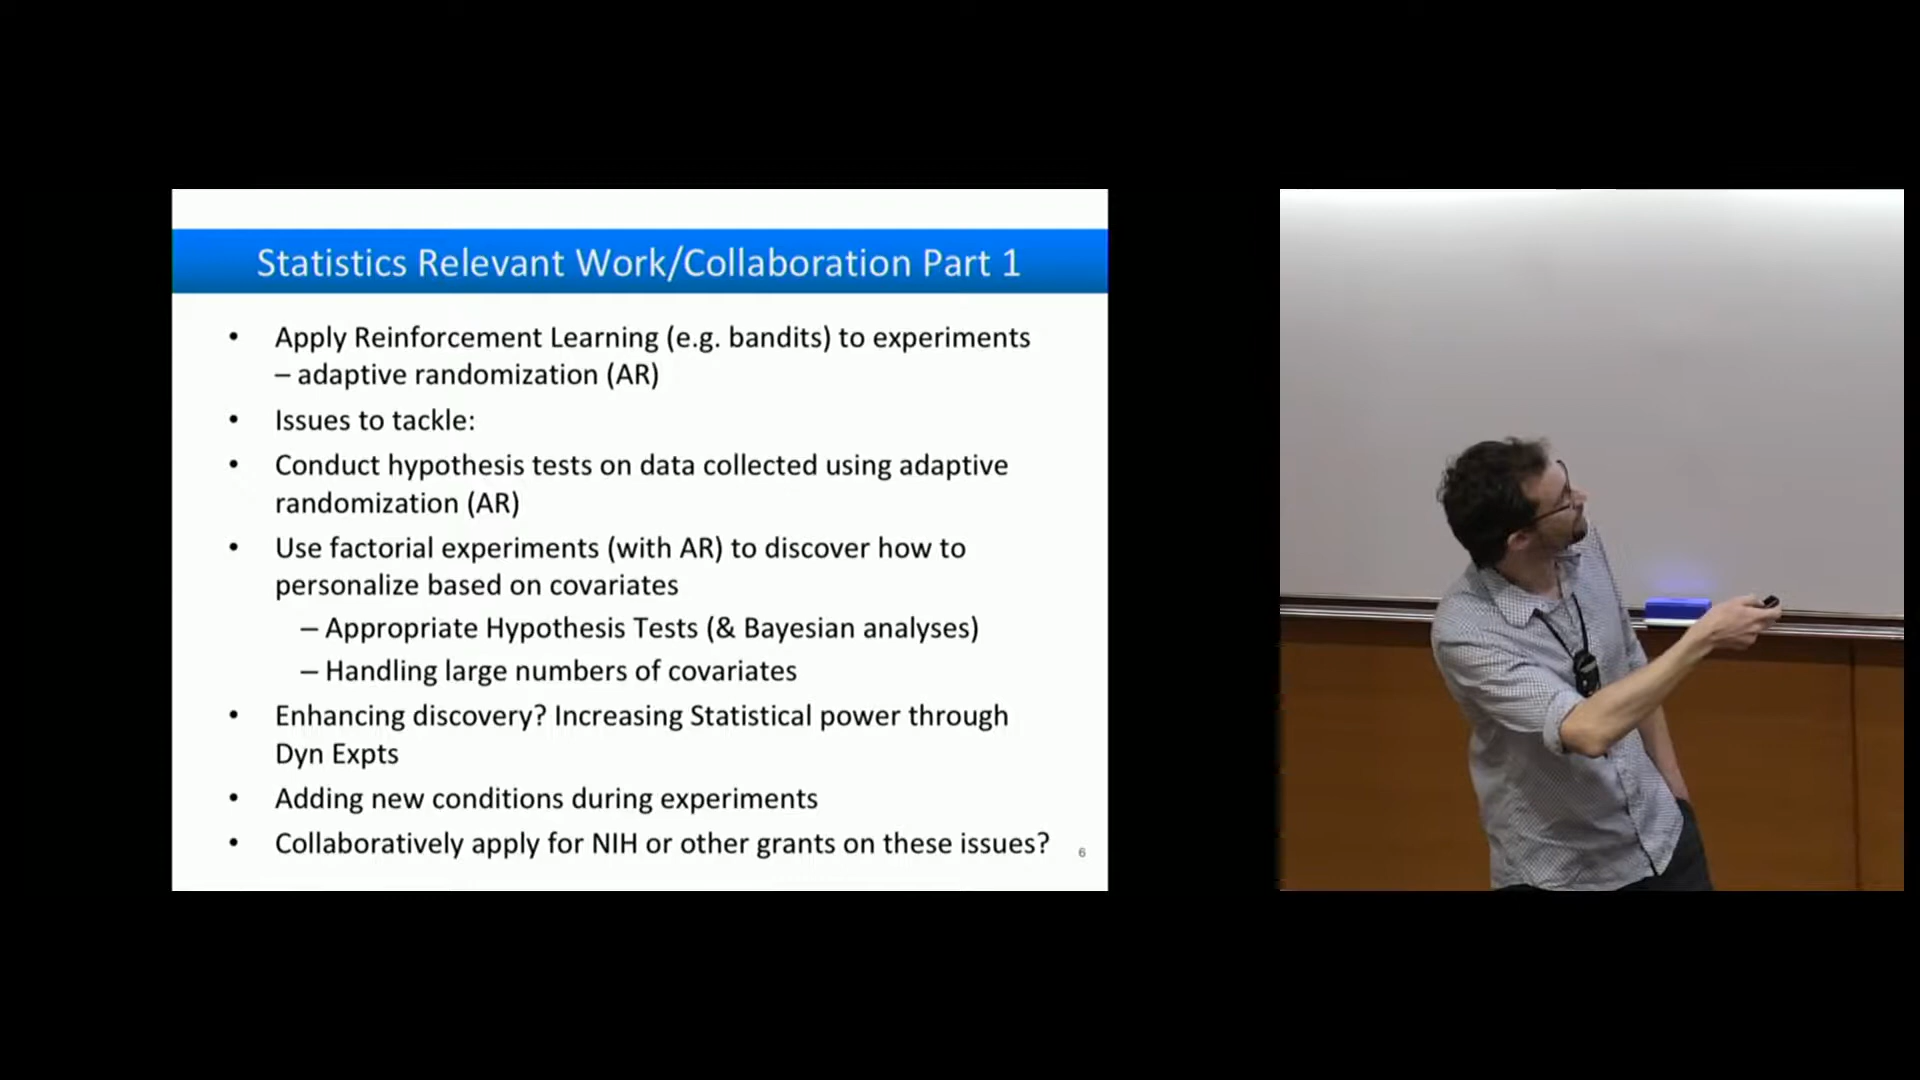 Statistics Relevant Work/Collaboration Part 1
• Apply Reinforcement Learning (e.g. bandits) to experiments
– adaptive randomization (AR)
• Issues to tackle:
• Conduct hypothesis tests on data collected using adaptive
randomization (AR)
• Use factorial experiments (with AR) to discover how to
personalize based on covariates
– Appropriate Hypothesis Tests (& Bayesian analyses)
– Handling large numbers of covariates
• Enhancing discovery? Increasing Statistical power through
Dyn Expts
• Adding new conditions during experiments
• Collaboratively apply for NIH or other grants on these issues?
6